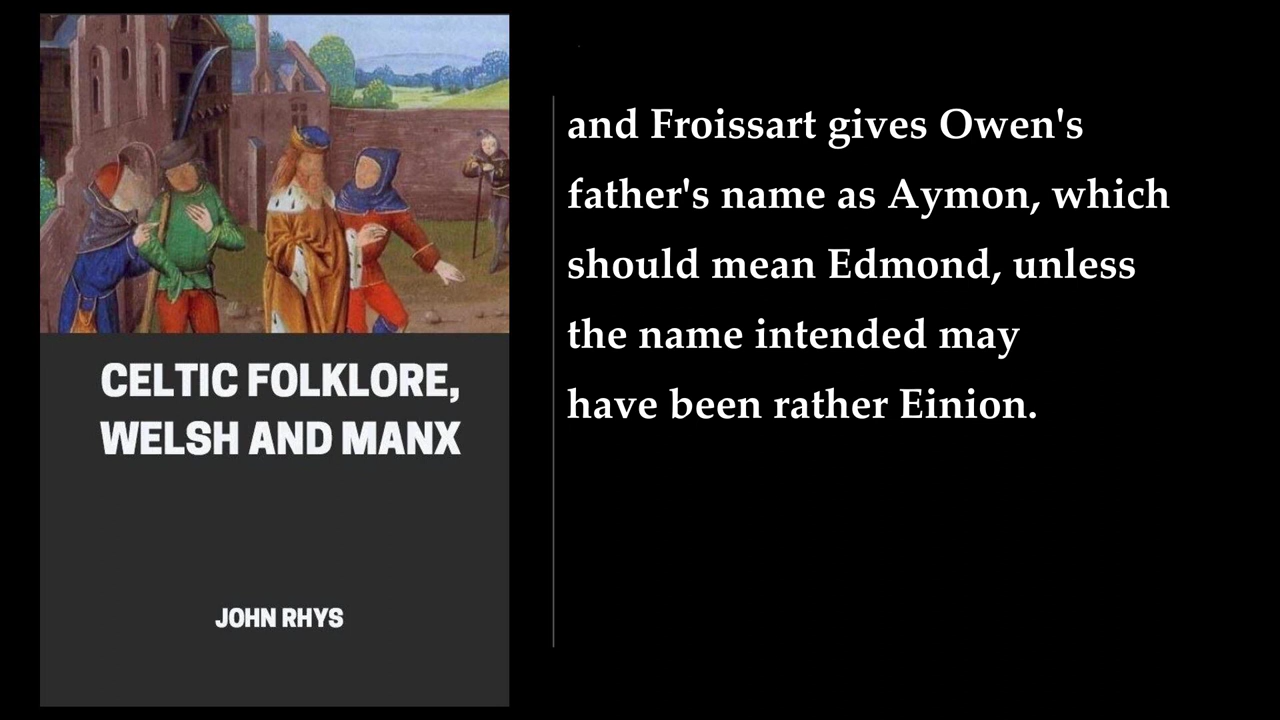 CELTIC FOLKLORE,
WELSH AND MANX
JOHN RHYS
and Froissart gives Owen's
father's name as Aymon, which
should mean Edmond, unless
the name intended may
have been rather Einion.